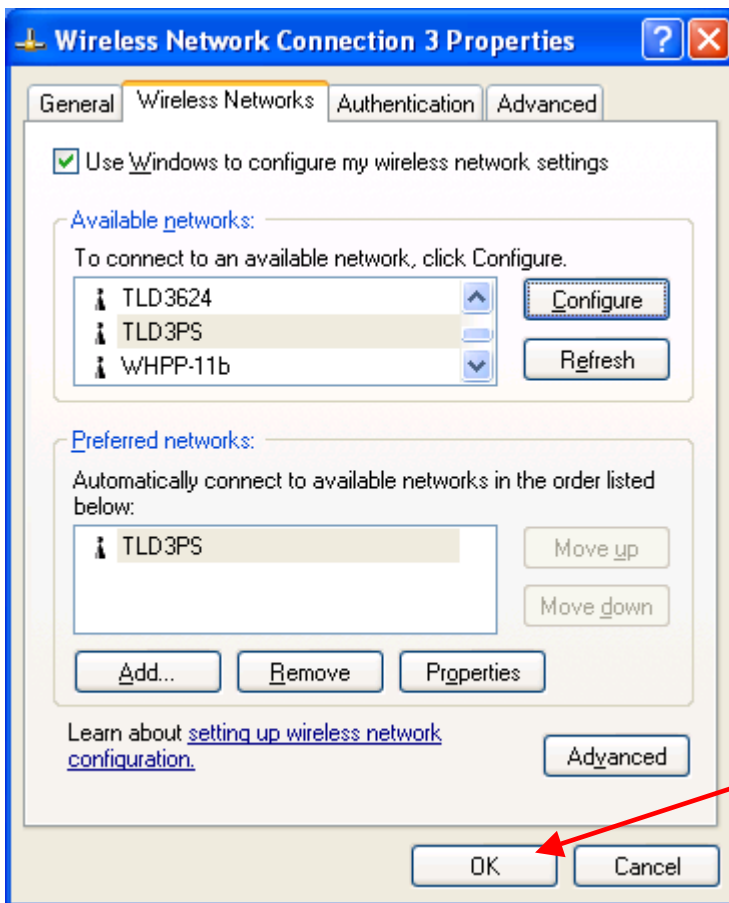 Wireless Network Connection 3 Properties
General Wireless Networks Authentication Advanced
Use Windows to configure my wireless network settings
Available networks:
To connect to an available network, click Configure.
TLD3624
TLD3PS
WHPP-11b
Configure
Refresh
Preferred networks:
Automatically connect to available networks in the order listed
below:
TLD3PS
Move up
Move down
Add... Remove Properties
Learn about setting up wireless network
configuration.
Advanced
OK Cancel